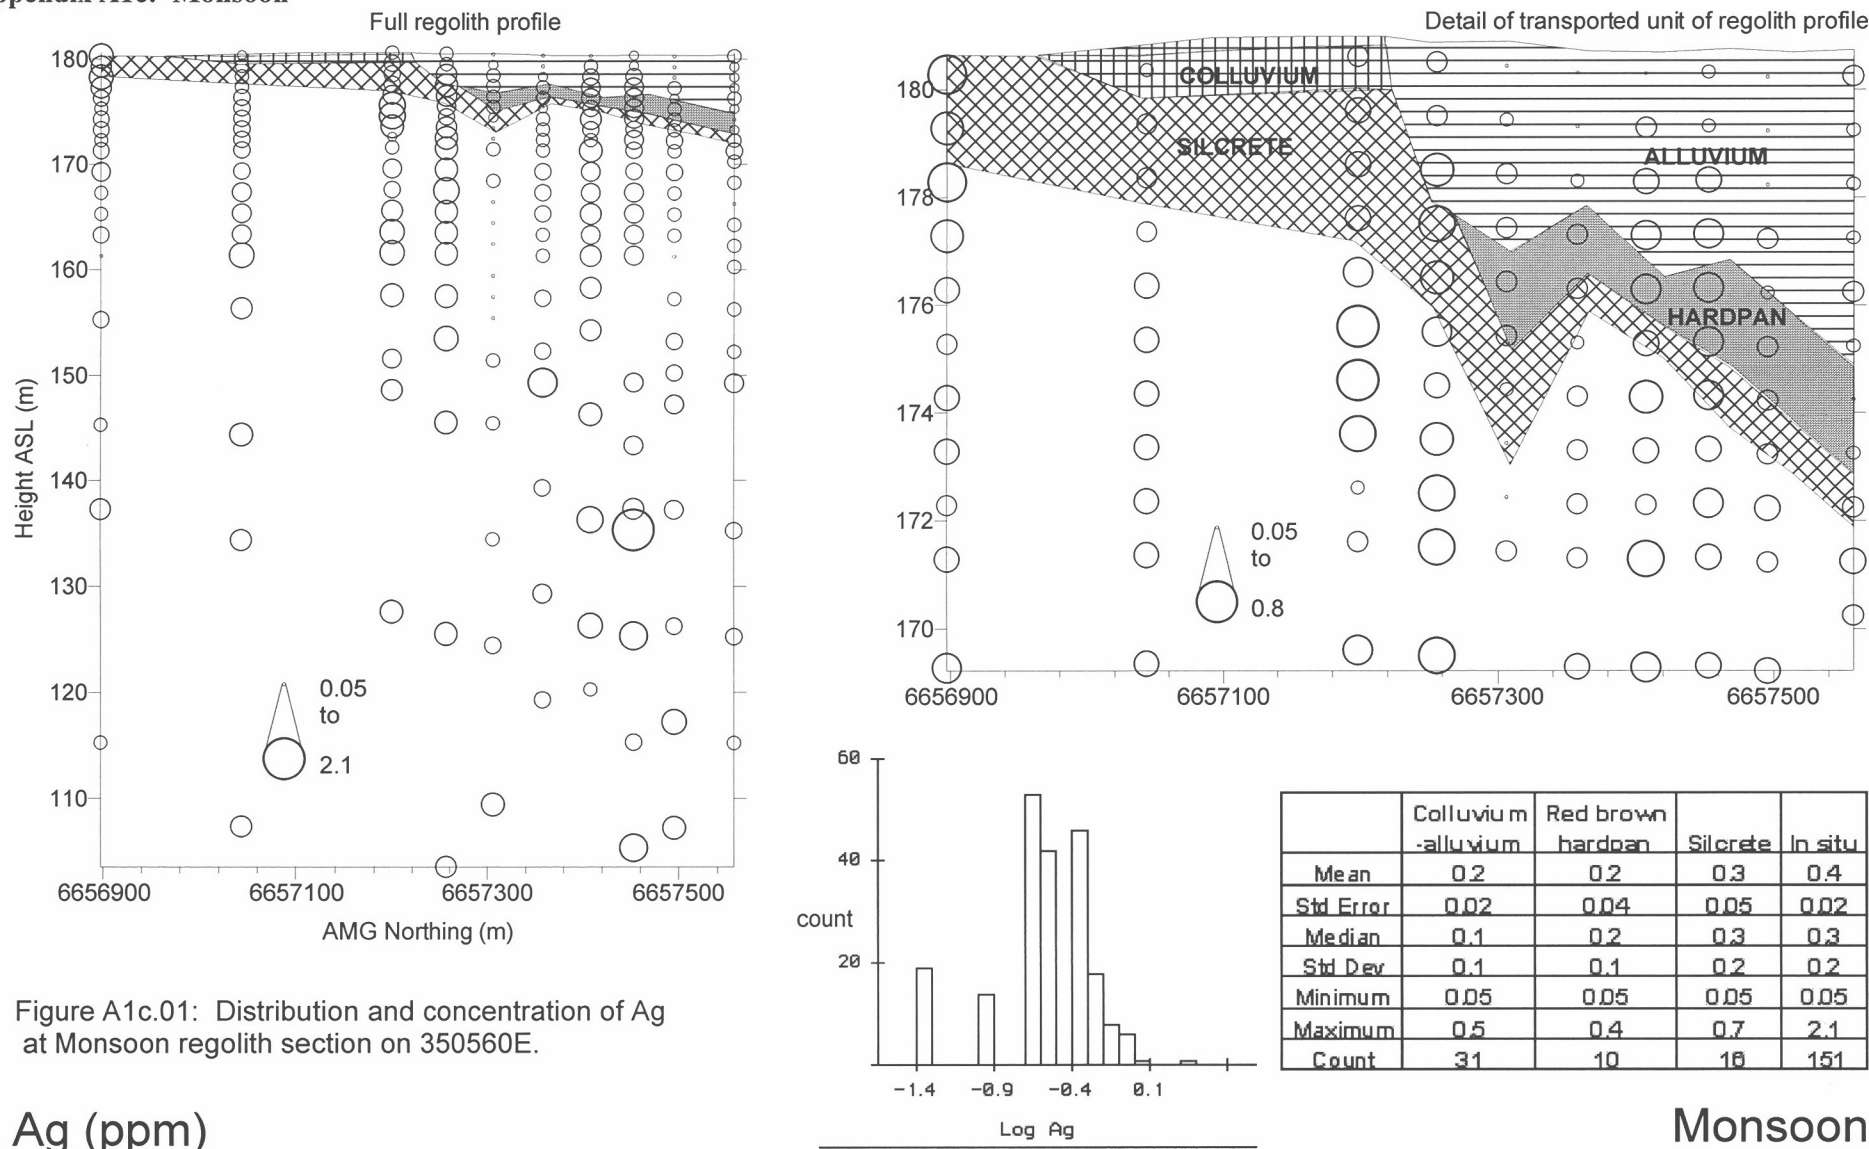 Appendix A1c: Monsoon
Full regolith profile
Detail of transported unit of regolith profile
180
170
160
150
140
130
120
110
Height ASL (m)
0.05
to
2.1
6656900 6657100 6657300 6657500
AMG Northing (m)
180
178
176
174
172
170
COLLUVIUM
SILCRETE
ALLUVIUM
HARDPAN
0.05
to
0.8
6656900 6657100 6657300 6657500
60
40
20
count
-1.4 -0.9 -0.4 0.1
Log Ag
Colluvium Red brown
-alluvium hardpan Silcrete In situ
Mean 0.2 0.2 0.3 0.4
Std Error 0.02 0.04 0.05 0.02
Median 0.1 0.2 0.3 0.3
Std Dev 0.1 0.1 0.2 0.2
Minimum 0.05 0.05 0.05 0.05
Maximum 0.5 0.4 0.7 2.1
Count 31 10 16 151
Figure A1c.01: Distribution and concentration of Ag
at Monsoon regolith section on 350560E.
Ag (ppm)
Monsoon